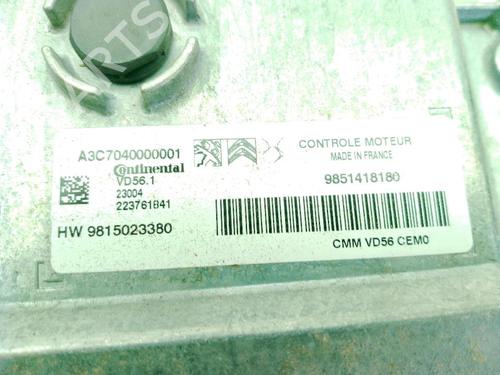 A3C7040000001
Continental
VD56.1
23004
223761841
HW 9815023380
CONTROLE MOTEUR
MADE IN FRANCE
9851418180
CMM VD56 CEM0